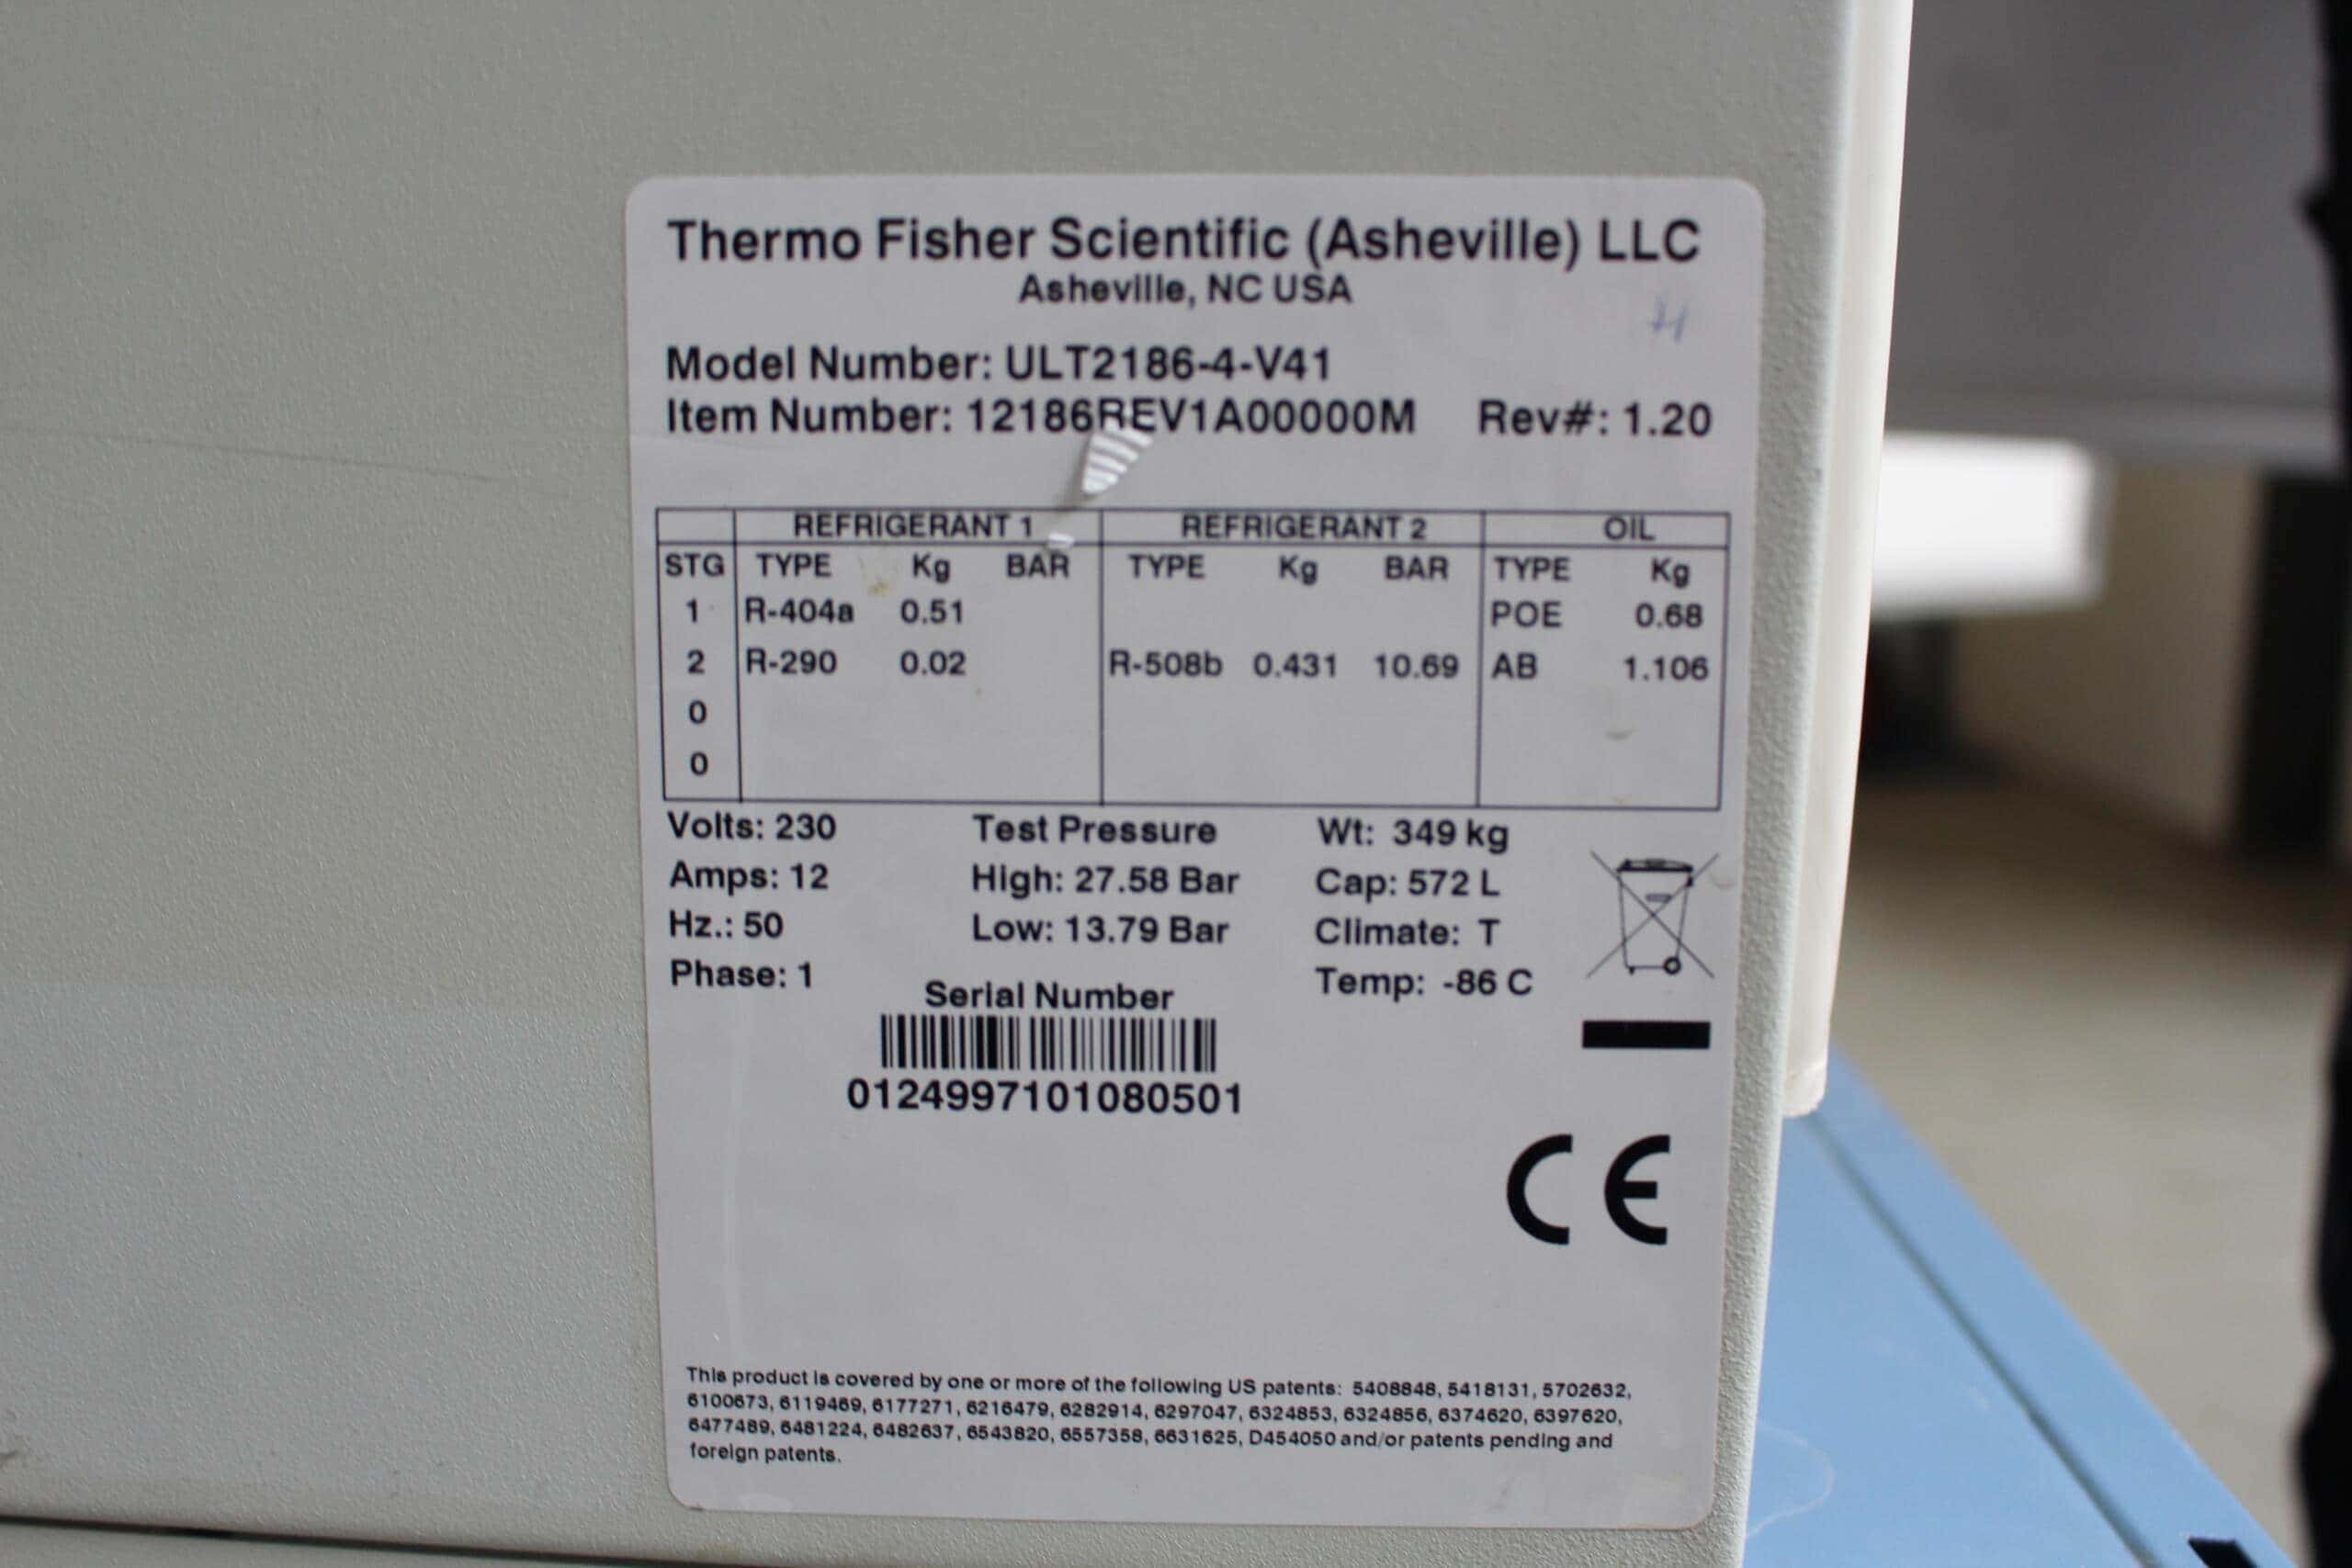 Thermo Fisher Scientific (Asheville) LLC
Asheville, NC USA
Model Number: ULT2186-4-V41
Item Number: 12186REV1A00000M Rev#: 1.20
REFRIGERANT 1 REFRIGERANT 2 OIL
STG TYPE Kg BAR TYPE Kg BAR TYPE Kg
1 R-404a 0.51 POE 0.68
2 R-290 0.02 R-508b 0.431 10.69 AB 1.106
0
0
Volts: 230 Test Pressure Wt: 349 kg
Amps: 12 High: 27.58 Bar Cap: 572 L
Hz.: 50 Low: 13.79 Bar Climate: T
Phase: 1 Temp: -86 C
Serial Number
0124997101080501
CE
This product is covered by one or more of the following US patents: 5408848, 5418131, 5702632,
6100673, 6119469, 6177271, 6216479, 6282914, 6297047, 6324853, 6324856, 6374620, 6397620,
6477489, 6481224, 6482637, 6543820, 6557358, 6631625, D454050 and/or patents pending and
foreign patents.